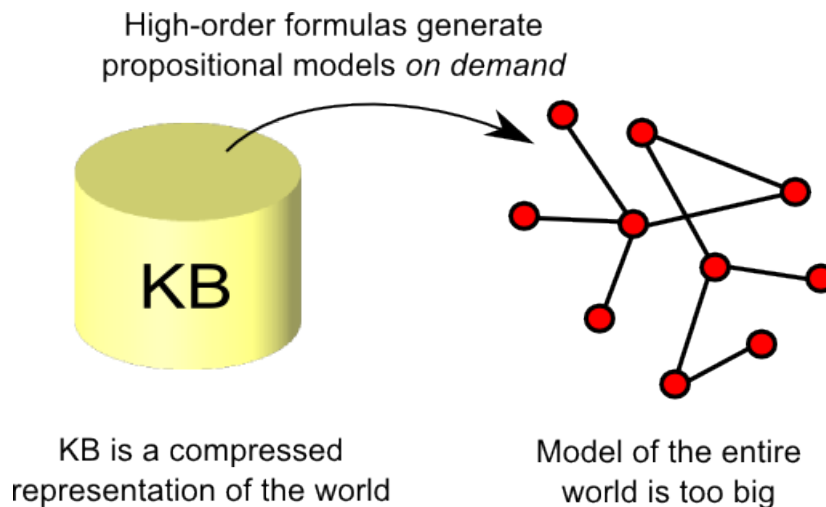 High-order formulas generate
propositional models on demand
KB
KB is a compressed
representation of the world
Model of the entire
world is too big